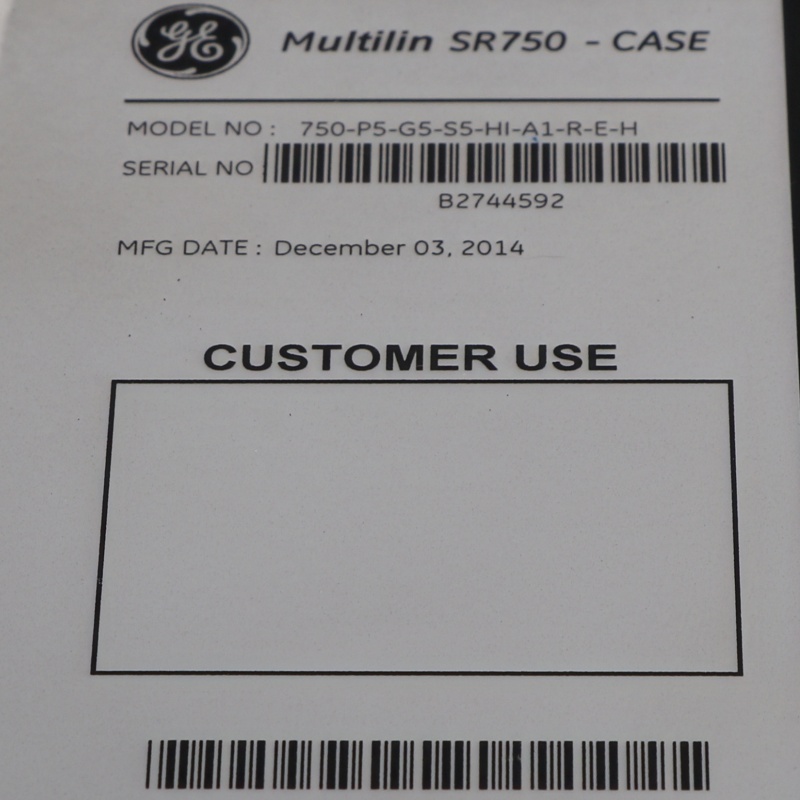 GE
Multilin SR750 - CASE
MODEL NO : 750-P5-G5-S5-HI-A1-R-E-H
SERIAL NO
B2744592
MFG DATE : December 03, 2014
CUSTOMER USE